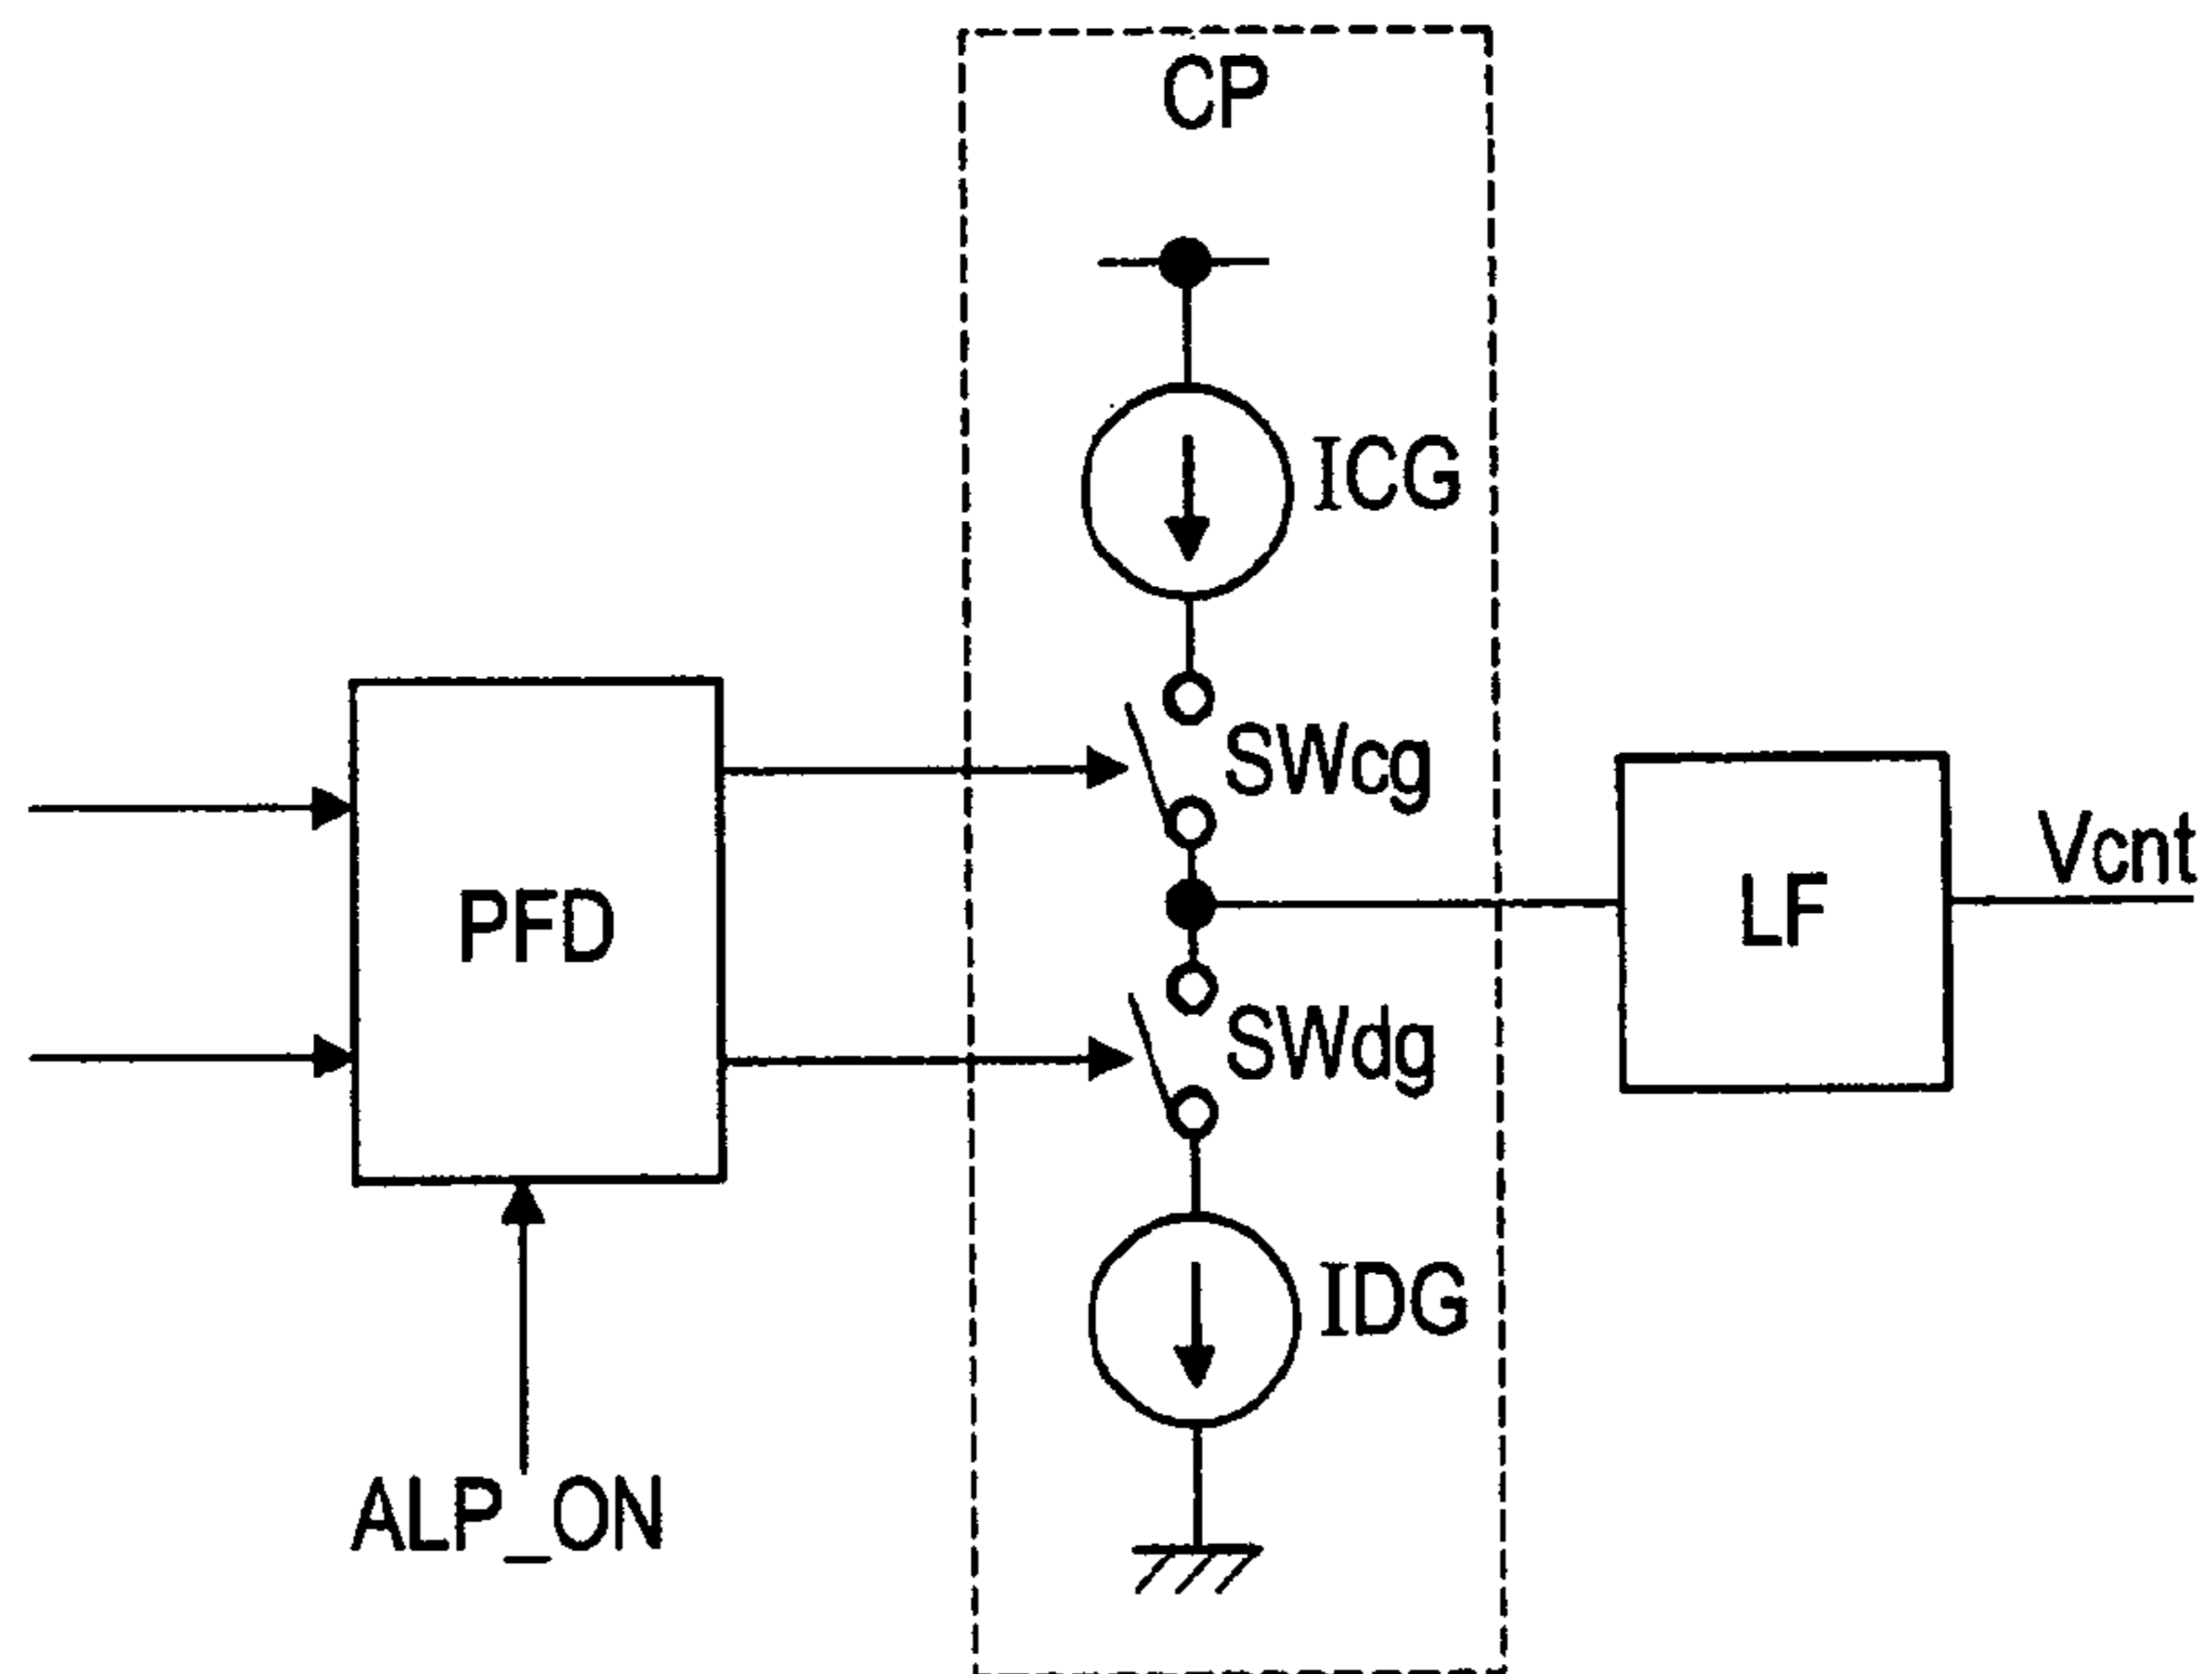 CP
ICG
SWcg
PFD
LF
Vcnt
SWdg
IDG
ALP_ON